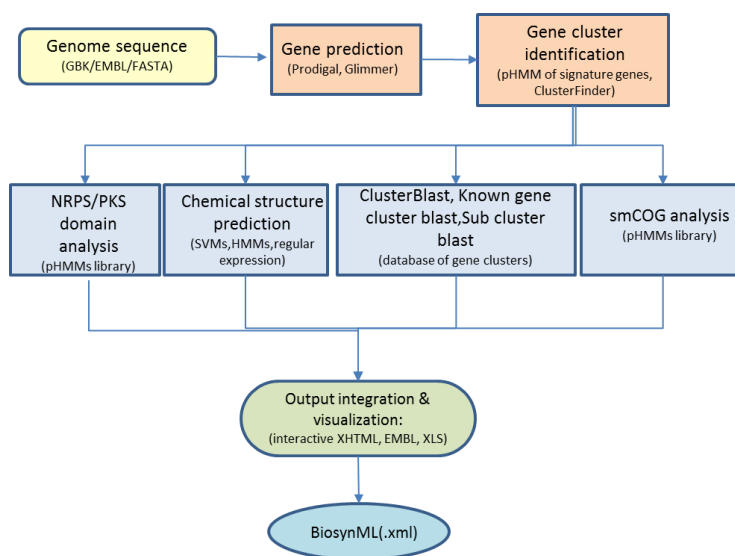 Genome sequence
(GBK/EMBL/FASTA)
Gene prediction
(Prodigal, Glimmer)
Gene cluster
identification
(pHMM of signature genes,
ClusterFinder)
NRPS/PKS
domain
analysis
(pHMMs library)
Chemical structure
prediction
(SVMs,HMMs,regular
expression)
ClusterBlast, Known gene
cluster blast,Sub cluster
blast
(database of gene clusters)
smCOG analysis
(pHMMs library)
Output integration &
visualization:
(interactive XHTML, EMBL, XLS)
BiosynML(.xml)